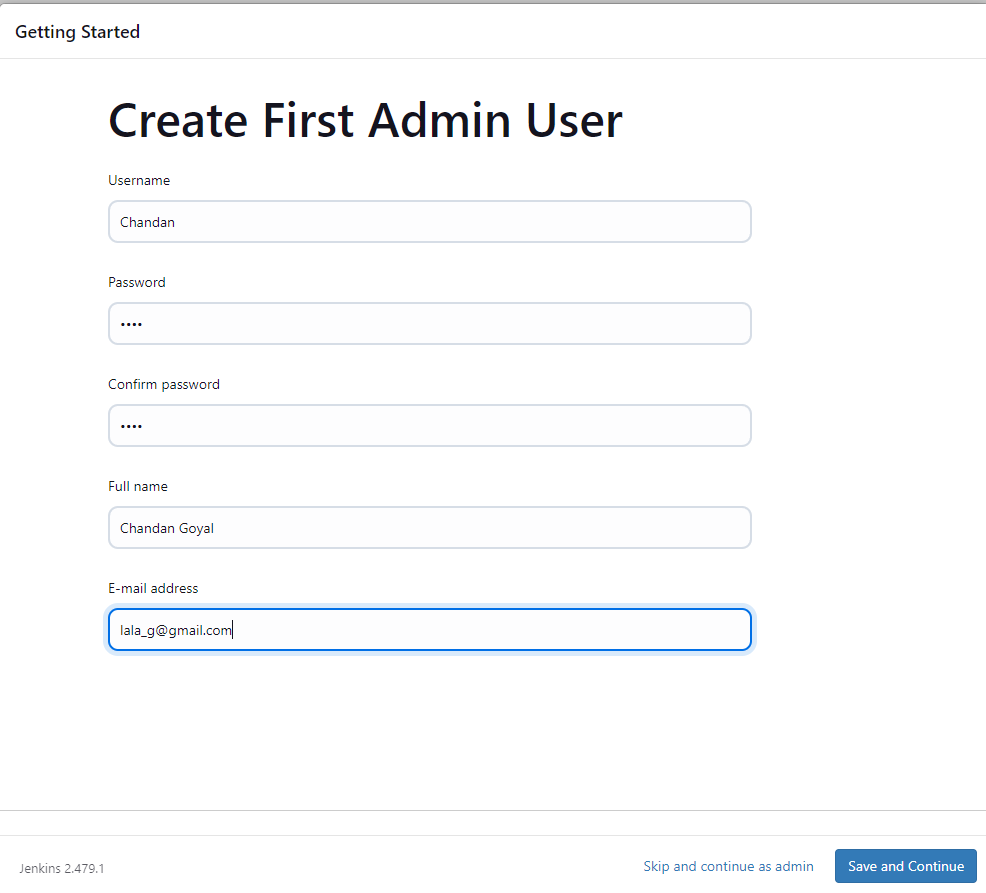 Getting Started
Create First Admin User
Username
Chandan
Password
••••
Confirm password
••••
Full name
Chandan Goyal
E-mail address
lala_g@gmail.com
Jenkins 2.479.1
Skip and continue as admin
Save and Continue